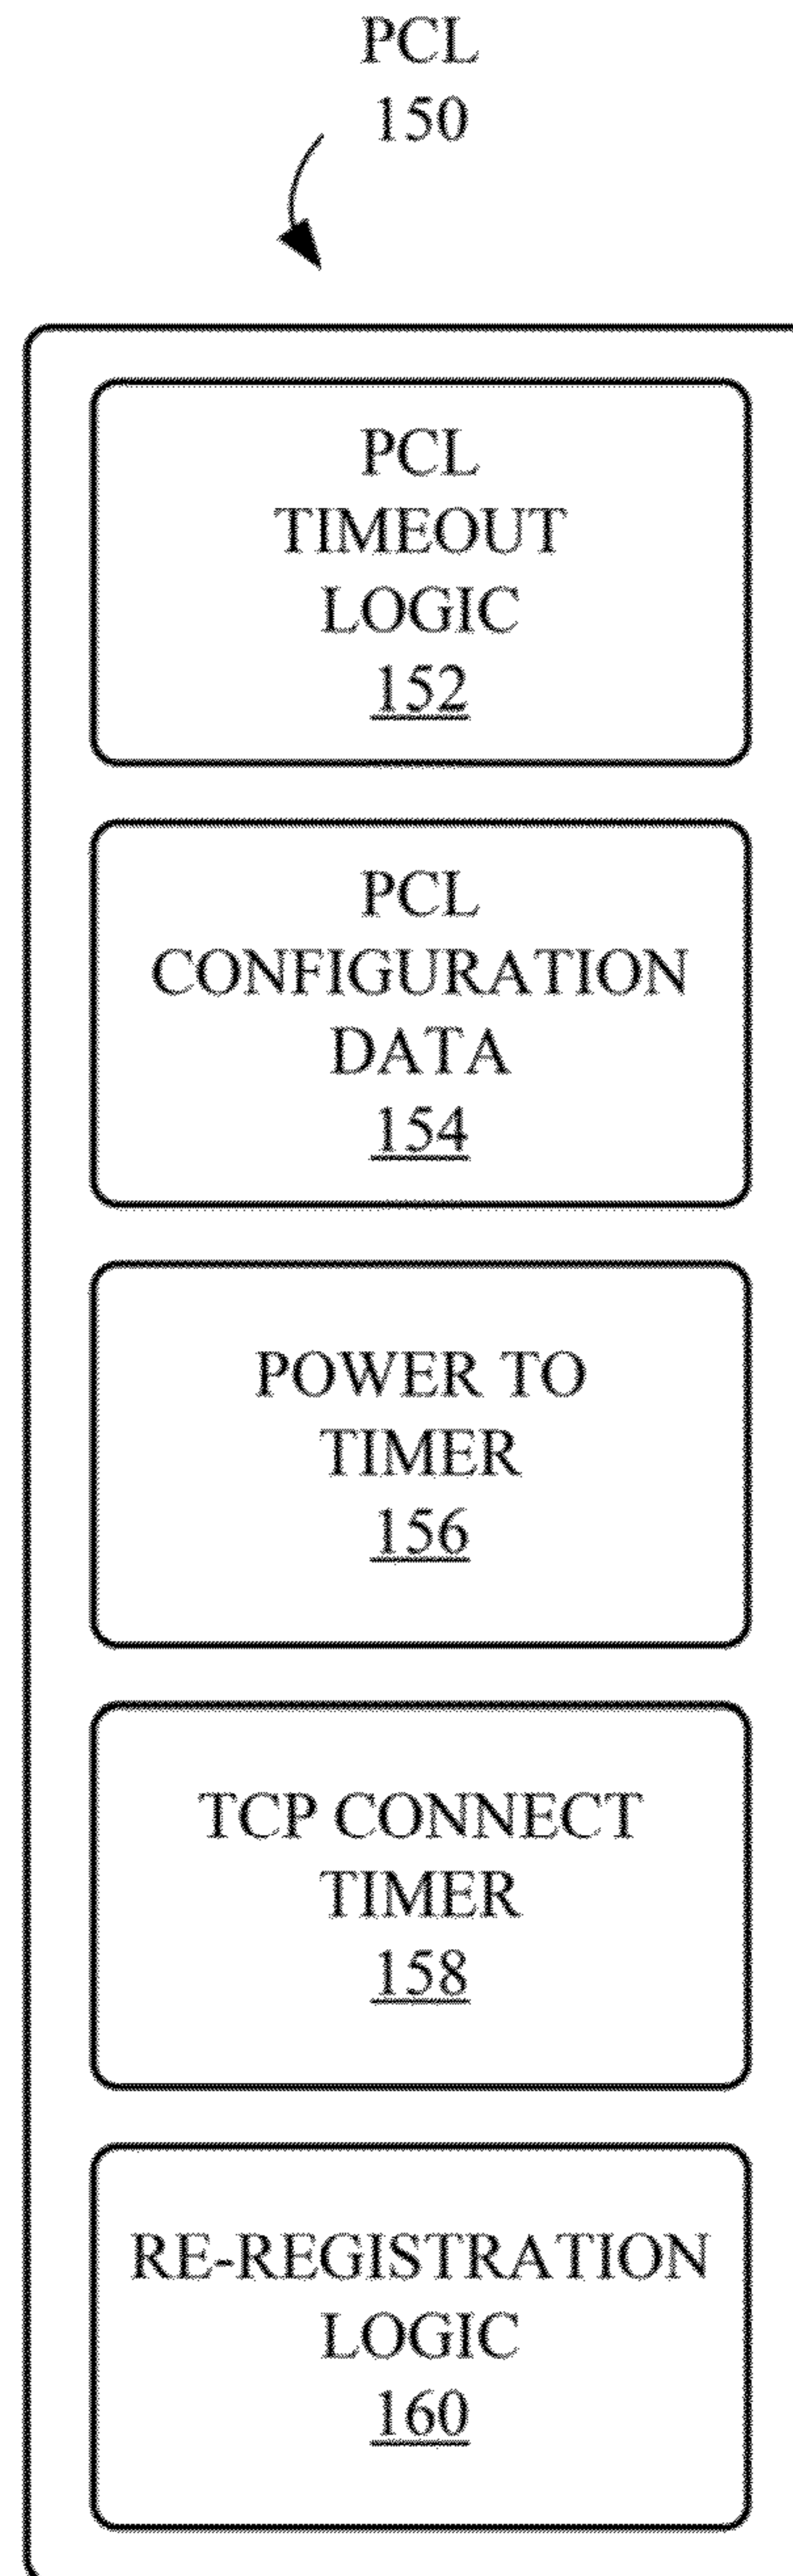 PCL
150
PCL
TIMEOUT
LOGIC
152
PCL
CONFIGURATION
DATA
154
POWER TO
TIMER
156
TCP CONNECT
TIMER
158
RE-REGISTRATION
LOGIC
160